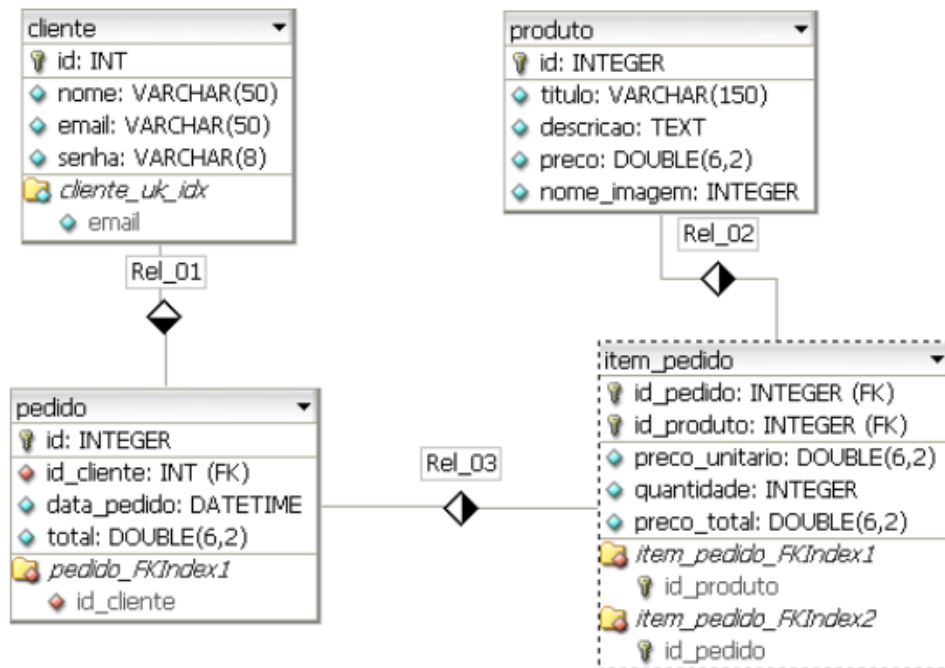 cliente
id: INT
nome: VARCHAR(50)
email: VARCHAR(50)
senha: VARCHAR(8)
cliente_uk_idx
email
produto
id: INTEGER
titulo: VARCHAR(150)
descricao: TEXT
preco: DOUBLE(6,2)
nome_imagem: INTEGER
Rel_01
Rel_02
pedido
id: INTEGER
id_cliente: INT (FK)
data_pedido: DATETIME
total: DOUBLE(6,2)
pedido_FKIndex1
id_cliente
Rel_03
item_pedido
id_pedido: INTEGER (FK)
id_produto: INTEGER (FK)
preco_unitario: DOUBLE(6,2)
quantidade: INTEGER
preco_total: DOUBLE(6,2)
item_pedido_FKIndex1
id_produto
item_pedido_FKIndex2
id_pedido